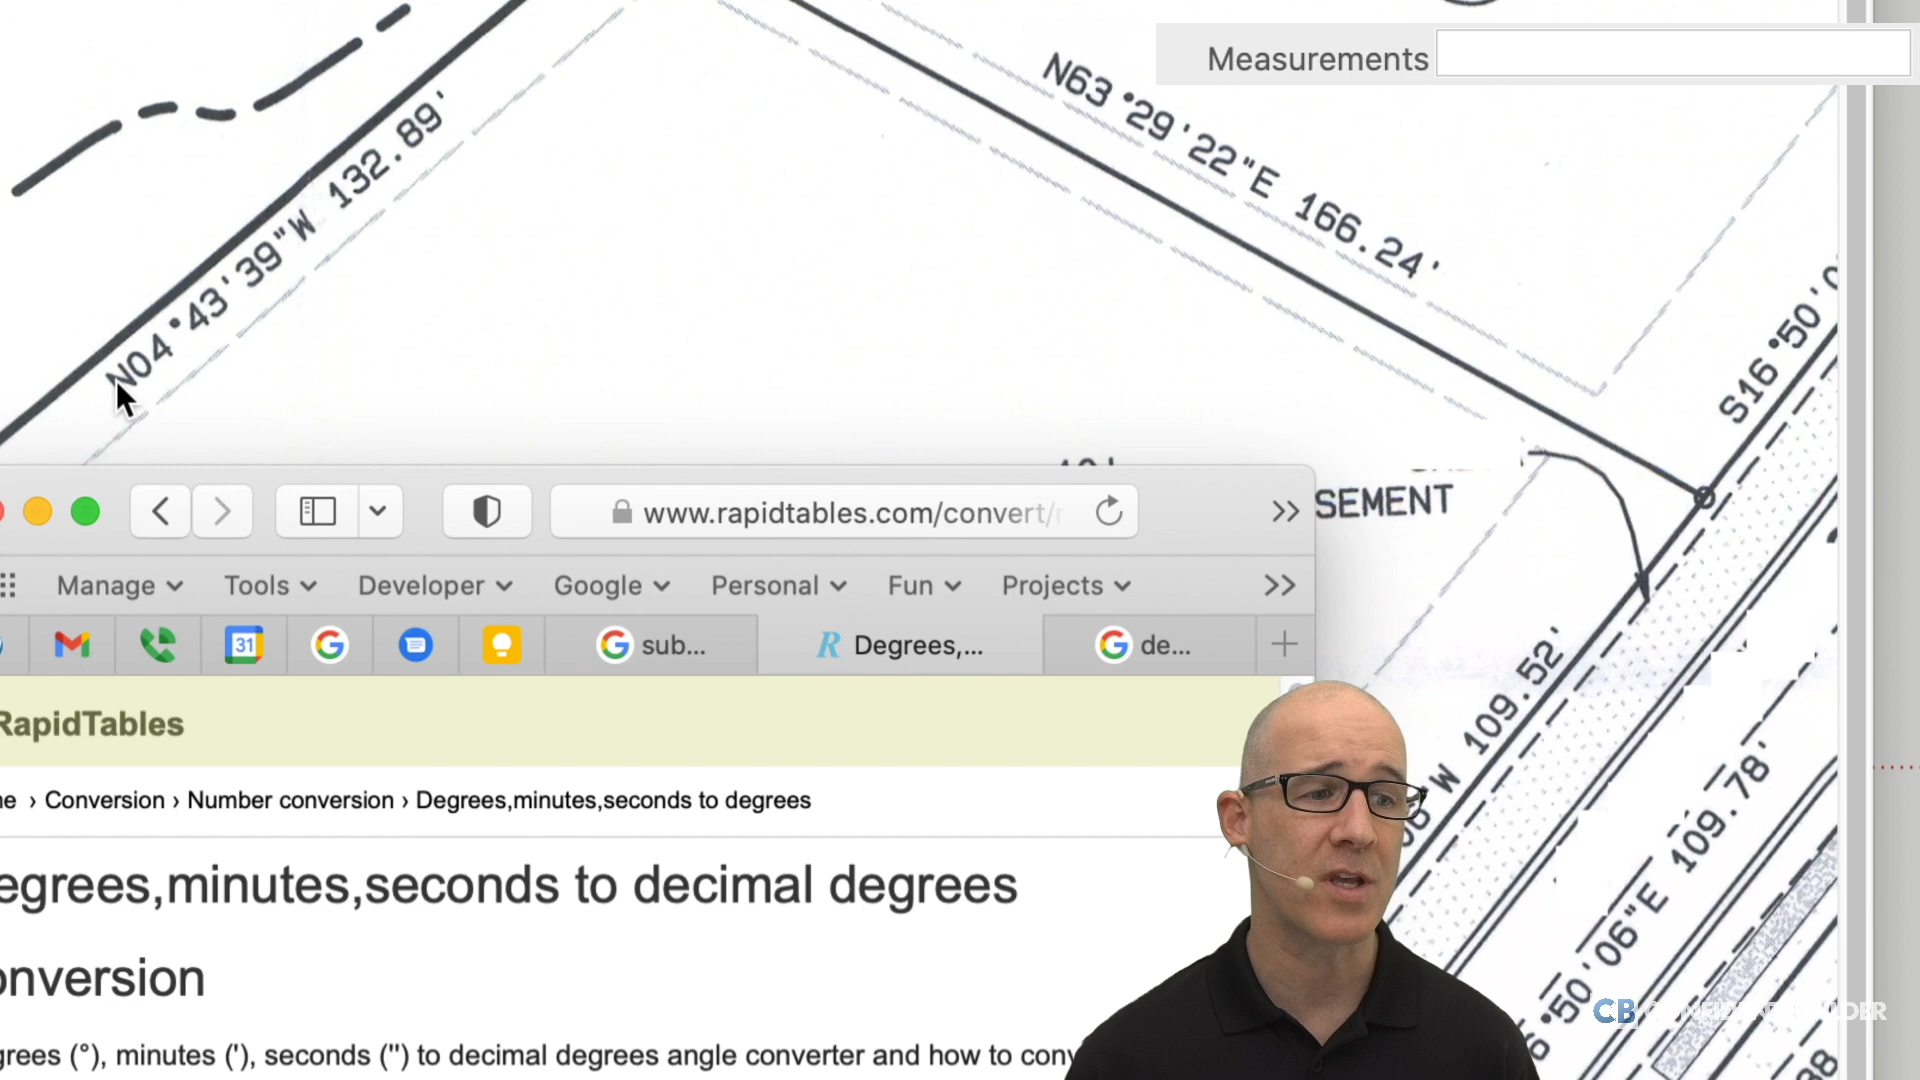 Measurements
N63°29'22"E 166.24'
N04°43'39"W 132.89'
S16°50'
SEMENT
www.rapidtables.com/convert/
Manage
Tools
Developer
Google
Personal
Fun
Projects
31
sub...
Degrees,...
de...
RapidTables
› Conversion › Number conversion › Degrees,minutes,seconds to degrees
egrees,minutes,seconds to decimal degrees
onversion
grees (°), minutes ('), seconds (") to decimal degrees angle converter and how to conv
W 109.52'
109.78'
°50'06"E
CB